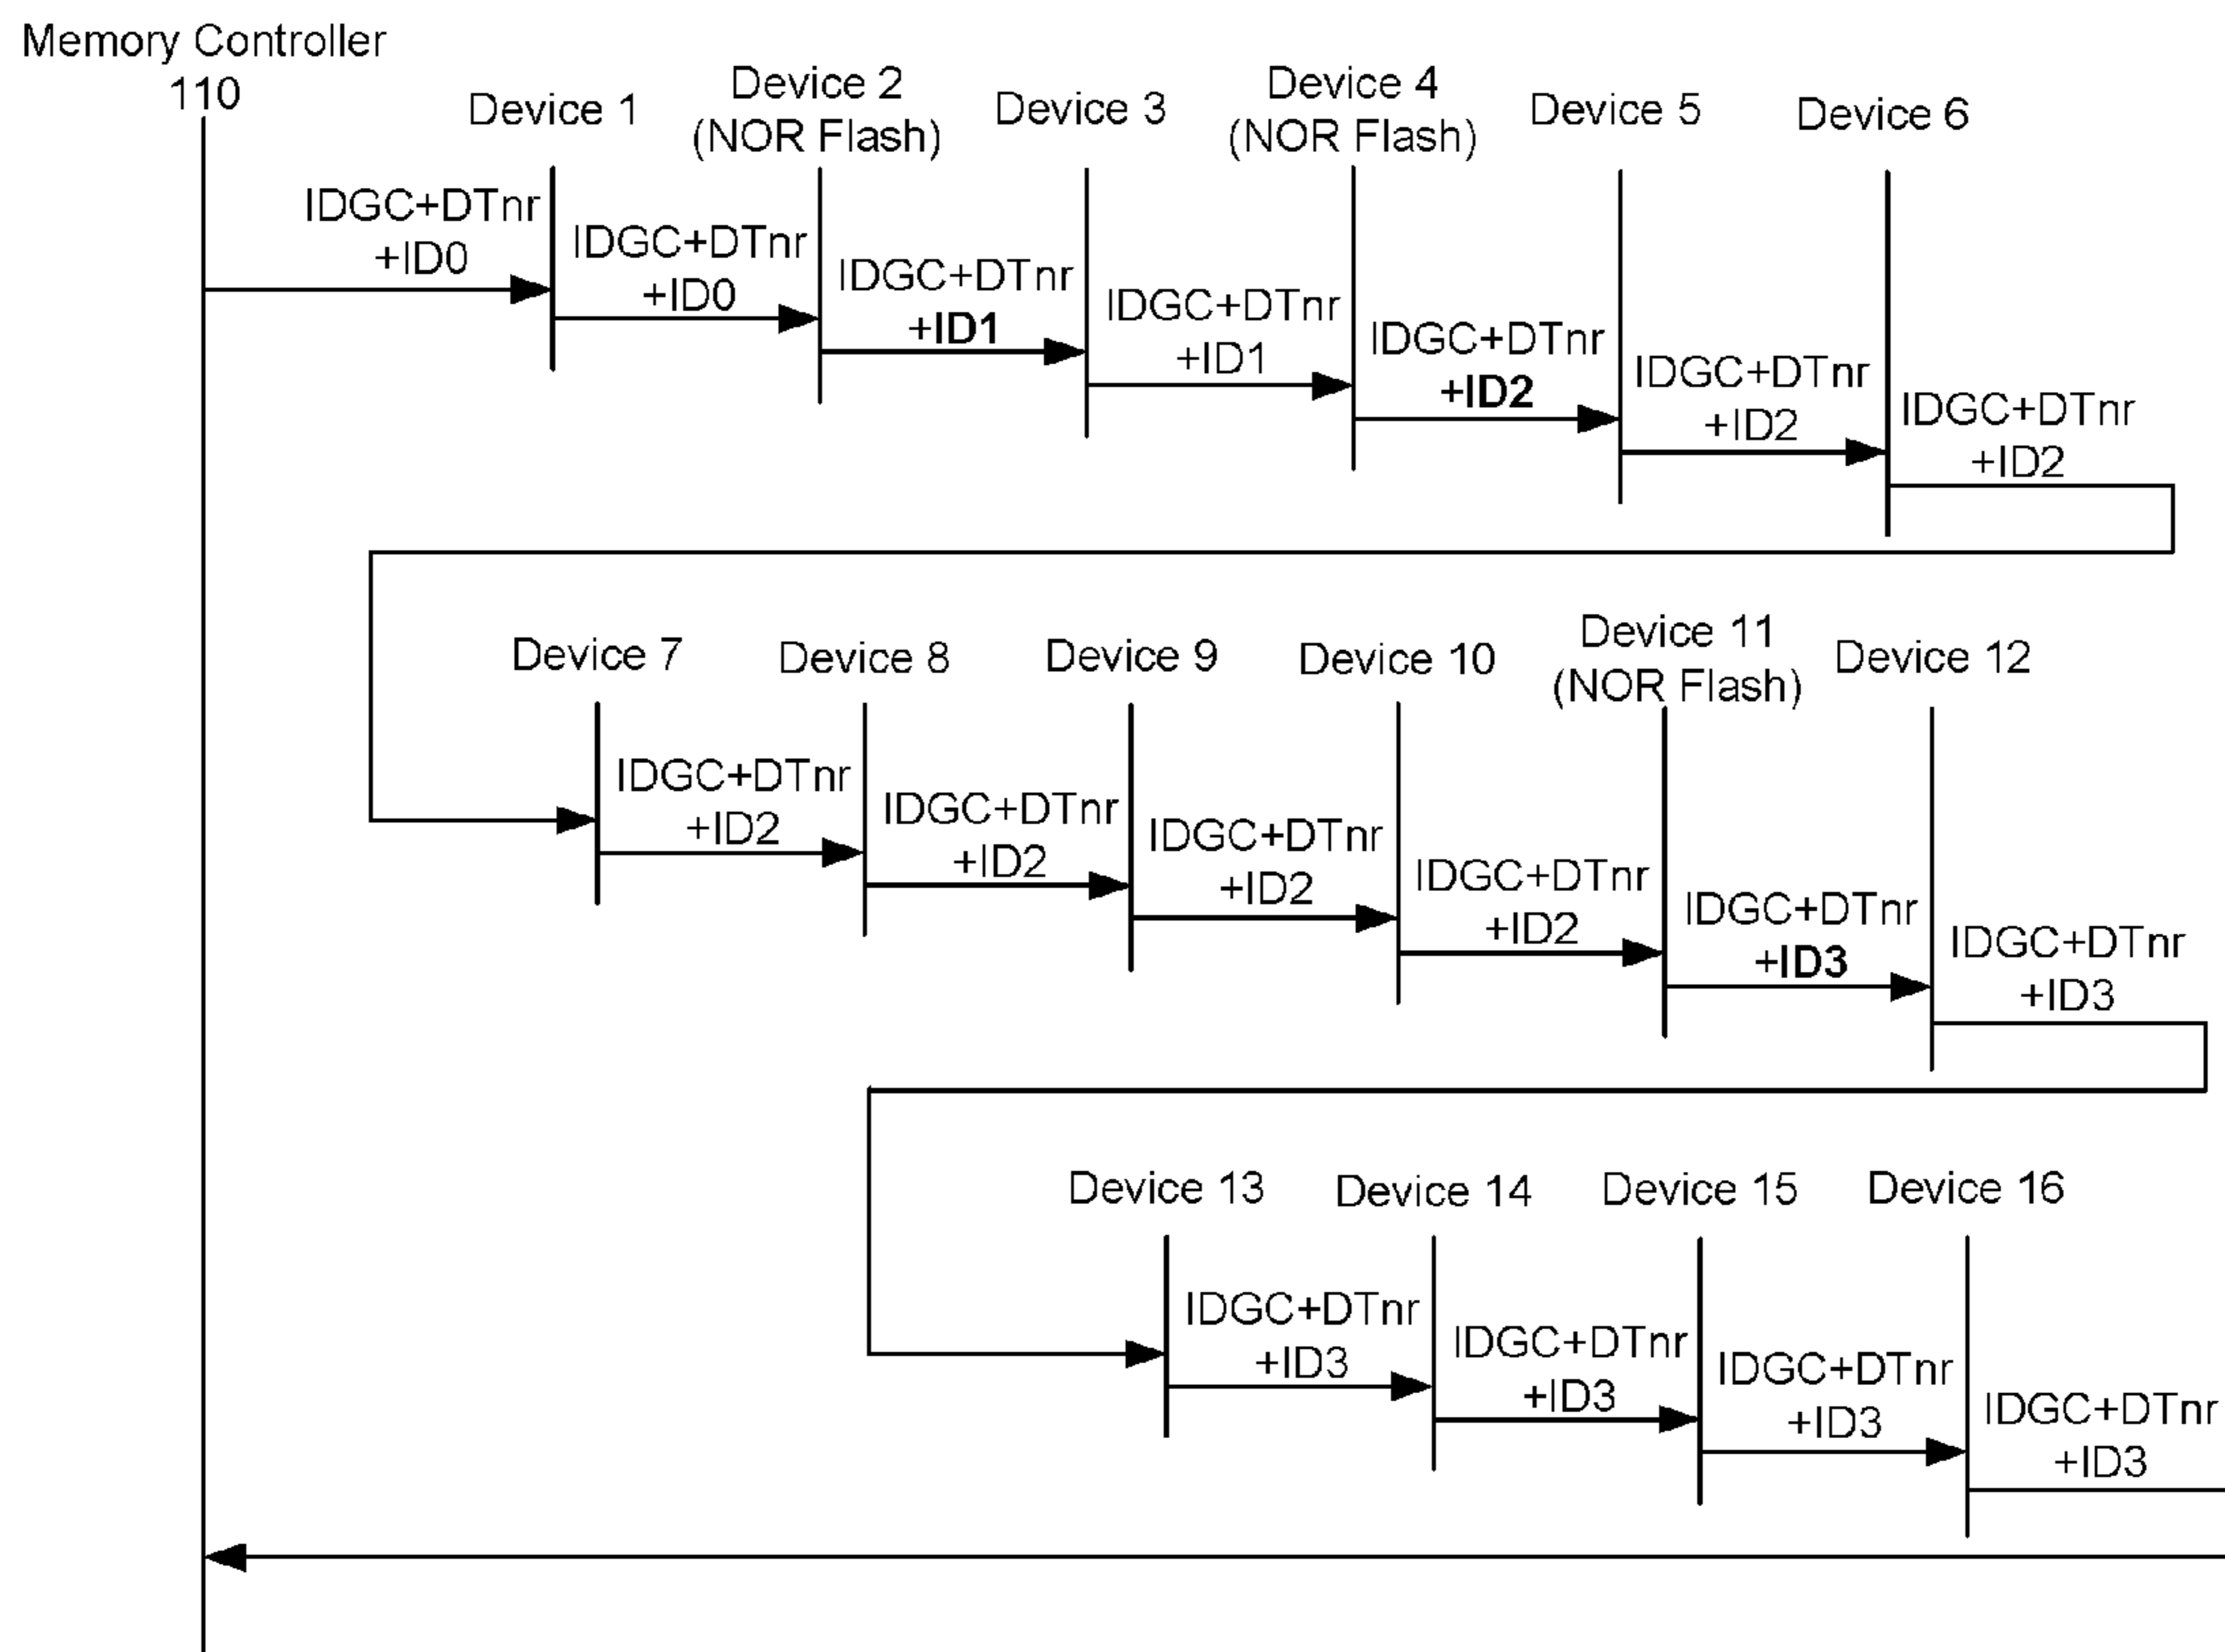 Memory Controller
110
Device 1
Device 2
(NOR Flash)
Device 3
Device 4
(NOR Flash)
Device 5
Device 6
IDGC+DTnr
+ID0
IDGC+DTnr
+ID0
IDGC+DTnr
+ID1
IDGC+DTnr
+ID1
IDGC+DTnr
+ID2
IDGC+DTnr
+ID2
IDGC+DTnr
+ID2
Device 7
Device 8
Device 9
Device 10
Device 11
(NOR Flash)
Device 12
IDGC+DTnr
+ID2
IDGC+DTnr
+ID2
IDGC+DTnr
+ID2
IDGC+DTnr
+ID2
IDGC+DTnr
+ID3
IDGC+DTnr
+ID3
Device 13
Device 14
Device 15
Device 16
IDGC+DTnr
+ID3
IDGC+DTnr
+ID3
IDGC+DTnr
+ID3
IDGC+DTnr
+ID3